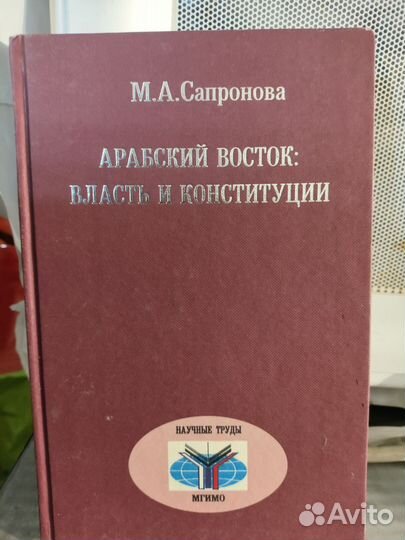 М.А.Сапронова
АРАБСКИЙ ВОСТОК:
ВЛАСТЬ И КОНСТИТУЦИИ
НАУЧНЫЕ ТРУДЫ
МГИМО
Avito